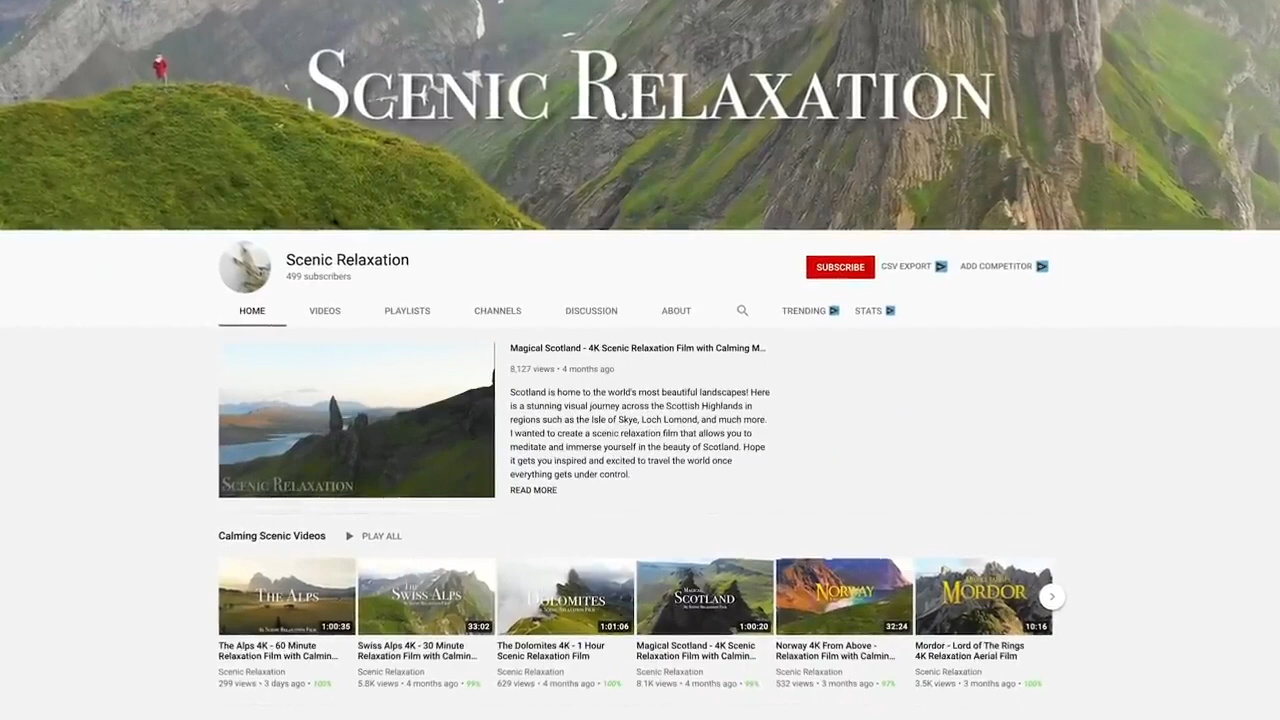 SCENIC RELAXATION
Scenic Relaxation
499 subscribers
SUBSCRIBE
CSV EXPORT
ADD COMPETITOR
HOME
VIDEOS
PLAYLISTS
CHANNELS
DISCUSSION
ABOUT
TRENDING
STATS
SCENIC RELAXATION
Magical Scotland - 4K Scenic Relaxation Film with Calming M...
8,127 views • 4 months ago
Scotland is home to the world's most beautiful landscapes! Here
is a stunning visual journey across the Scottish Highlands in
regions such as the Isle of Skye, Loch Lomond, and much more.
I wanted to create a scenic relaxation film that allows you to
meditate and immerse yourself in the beauty of Scotland. Hope
it gets you inspired and excited to travel the world once
everything gets under control.
READ MORE
Calming Scenic Videos
PLAY ALL
THE ALPS
4K SCENIC RELAXATION FILM
1:00:35
The Alps 4K - 60 Minute
Relaxation Film with Calmin...
Scenic Relaxation
299 views • 3 days ago • 100%
THE
SWISS ALPS
33:02
Swiss Alps 4K - 30 Minute
Relaxation Film with Calmin...
Scenic Relaxation
5.8K views • 4 months ago • 99%
DOLOMITES
1:01:06
The Dolomites 4K - 1 Hour
Scenic Relaxation Film
Scenic Relaxation
629 views • 4 months ago • 100%
MAGICAL
SCOTLAND
4K SCENIC RELAXATION FILM
1:00:20
Magical Scotland - 4K Scenic
Relaxation Film with Calmin...
Scenic Relaxation
8.1K views • 4 months ago • 99%
NORWAY
32:24
Norway 4K From Above -
Relaxation Film with Calmin...
Scenic Relaxation
532 views • 3 months ago • 97%
MORDOR
10:16
Mordor - Lord of The Rings
4K Relaxation Aerial Film
Scenic Relaxation
3.5K views • 3 months ago • 100%